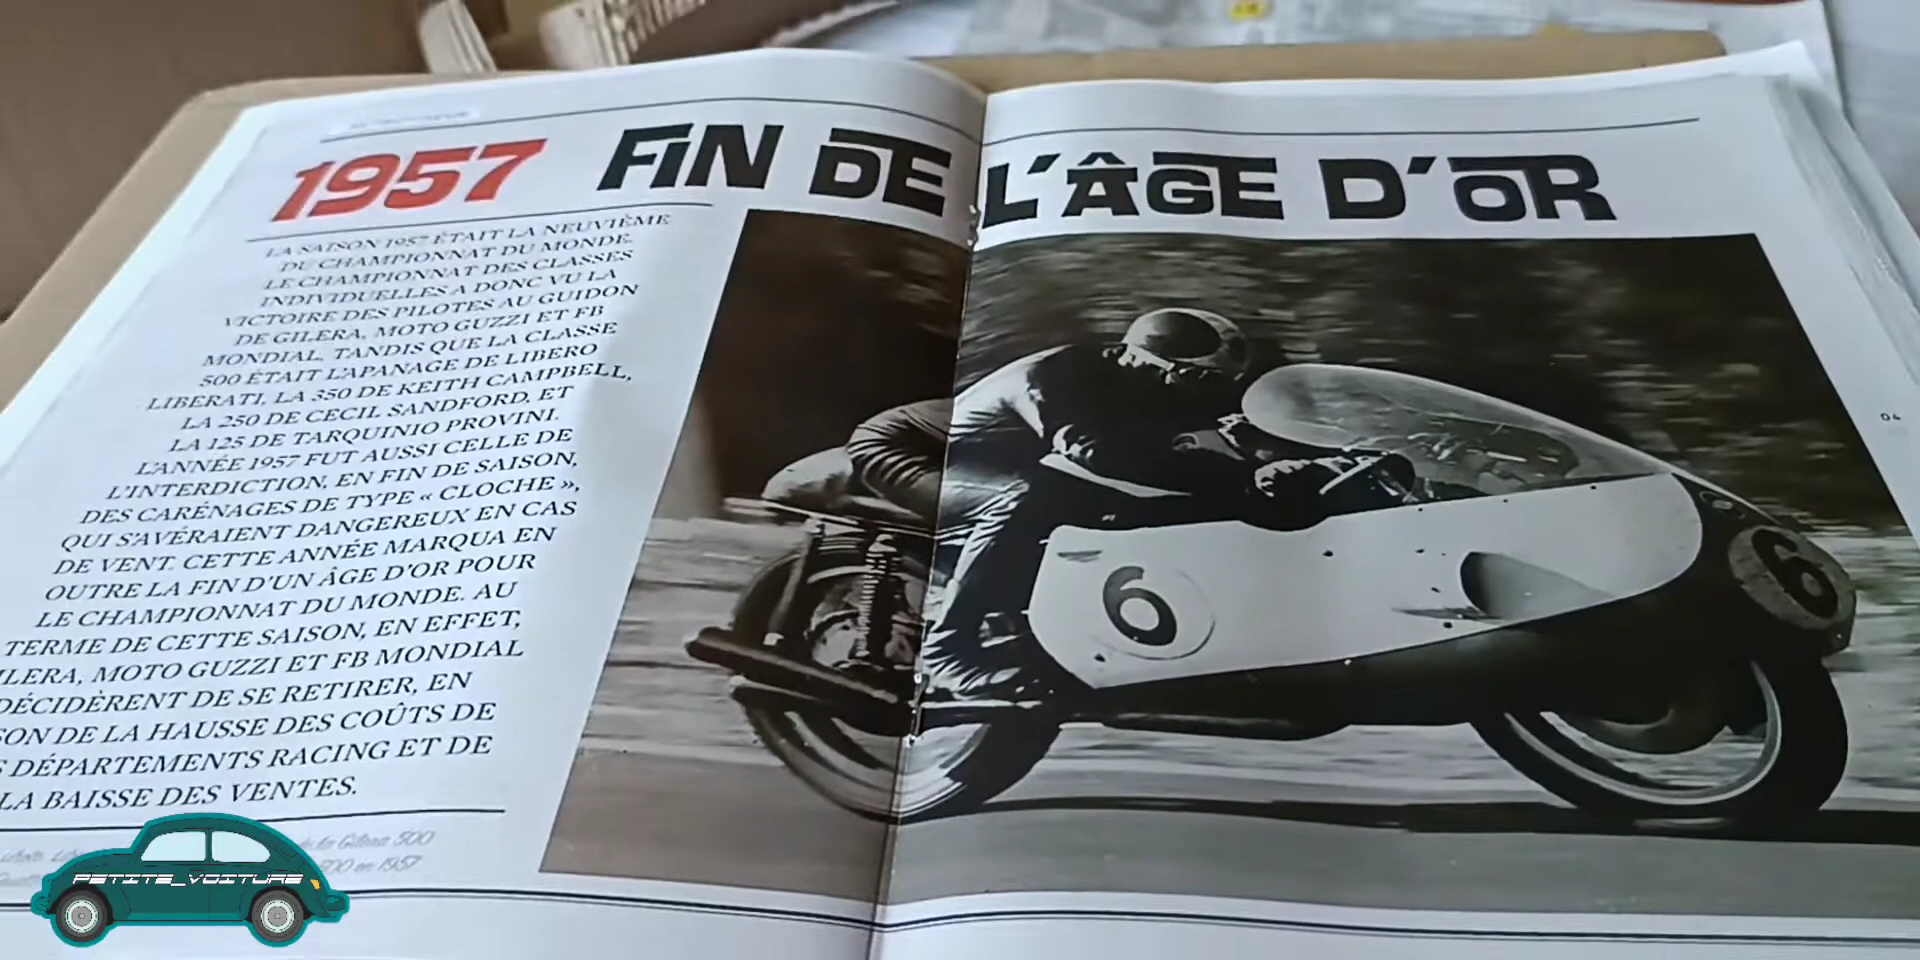 1957 FIN DE L'ÂGE D'OR
LA SAISON 1957 ÉTAIT LA NEUVIÈME
DU CHAMPIONNAT DU MONDE.
LE CHAMPIONNAT DES CLASSES
INDIVIDUELLES A DONC VU LA
VICTOIRE DES PILOTES AU GUIDON
DE GILERA, MOTO GUZZI ET FB
MONDIAL, TANDIS QUE LA CLASSE
500 ÉTAIT L'APANAGE DE LIBERO
LIBERATI, LA 350 DE KEITH CAMPBELL,
LA 250 DE CECIL SANDFORD, ET
LA 125 DE TARQUINIO PROVINI.
L'ANNÉE 1957 FUT AUSSI CELLE DE
L'INTERDICTION, EN FIN DE SAISON,
DES CARÉNAGES DE TYPE « CLOCHE »,
QUI S'AVÉRAIENT DANGEREUX EN CAS
DE VENT. CETTE ANNÉE MARQUA EN
OUTRE LA FIN D'UN ÂGE D'OR POUR
LE CHAMPIONNAT DU MONDE. AU
TERME DE CETTE SAISON, EN EFFET,
ILERA, MOTO GUZZI ET FB MONDIAL
DÉCIDÈRENT DE SE RETIRER, EN
SON DE LA HAUSSE DES COÛTS DE
S DÉPARTEMENTS RACING ET DE
LA BAISSE DES VENTES.
Gilera 500
500 en 1957
6
6
04
PETITE_VOITURE